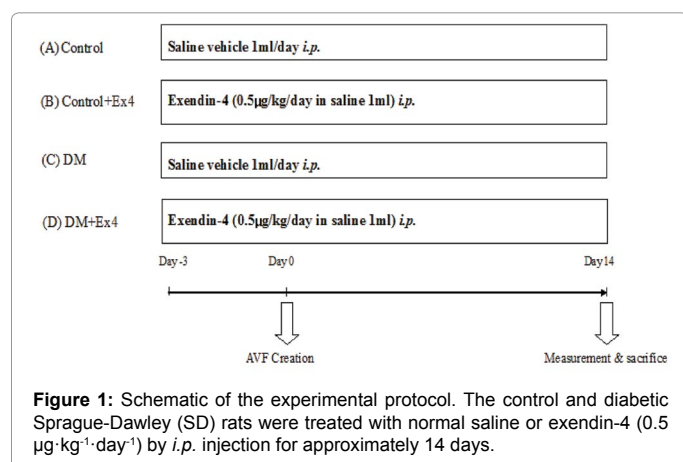 (A) Control
Saline vehicle 1ml/day i.p.
(B) Control+Ex4
Exendin-4 (0.5µg/kg/day in saline 1ml) i.p.
(C) DM
Saline vehicle 1ml/day i.p.
(D) DM+Ex4
Exendin-4 (0.5µg/kg/day in saline 1ml) i.p.
Day-3 Day0 Day14
AVF Creation Measurement & sacrifice
Figure 1: Schematic of the experimental protocol. The control and diabetic
Sprague-Dawley (SD) rats were treated with normal saline or exendin-4 (0.5
µg·kg⁻¹·day⁻¹) by i.p. injection for approximately 14 days.